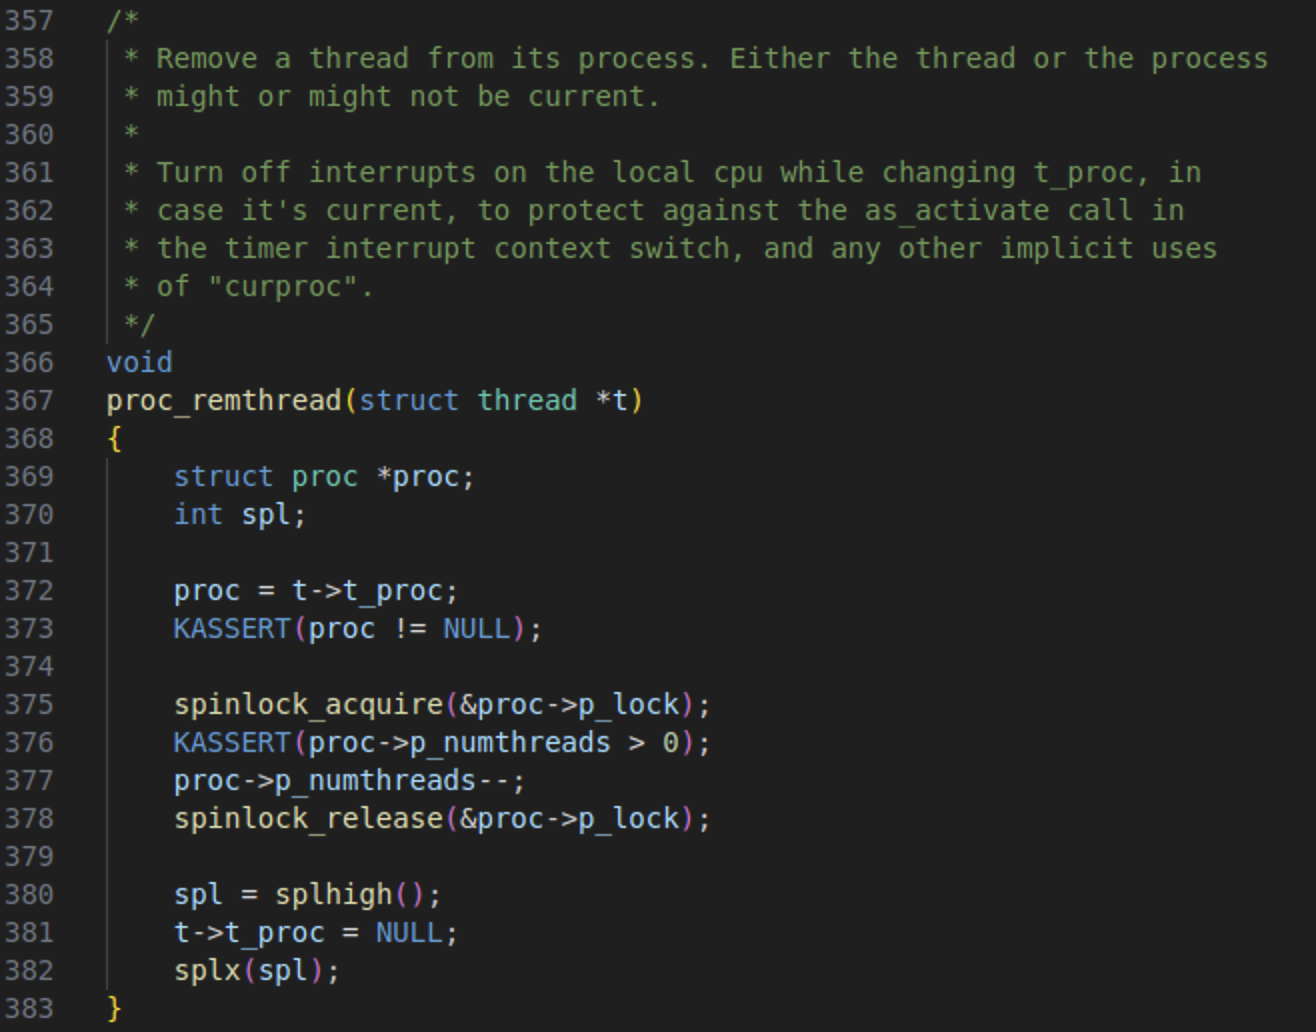 357 /*
358  * Remove a thread from its process. Either the thread or the process
359  * might or might not be current.
360  *
361  * Turn off interrupts on the local cpu while changing t_proc, in
362  * case it's current, to protect against the as_activate call in
363  * the timer interrupt context switch, and any other implicit uses
364  * of "curproc".
365  */
366 void
367 proc_remthread(struct thread *t)
368 {
369     struct proc *proc;
370     int spl;
371
372     proc = t->t_proc;
373     KASSERT(proc != NULL);
374
375     spinlock_acquire(&proc->p_lock);
376     KASSERT(proc->p_numthreads > 0);
377     proc->p_numthreads--;
378     spinlock_release(&proc->p_lock);
379
380     spl = splhigh();
381     t->t_proc = NULL;
382     splx(spl);
383 }